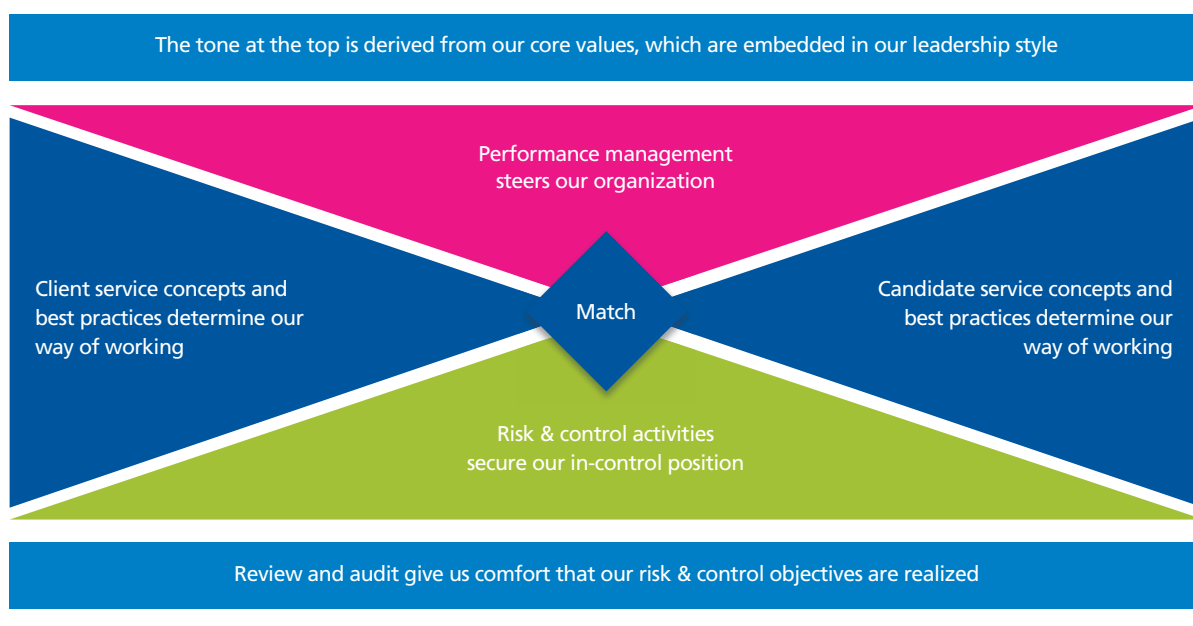 The tone at the top is derived from our core values, which are embedded in our leadership style
Performance management
steers our organization
Client service concepts and
best practices determine our
way of working
Match
Candidate service concepts and
best practices determine our
way of working
Risk & control activities
secure our in-control position
Review and audit give us comfort that our risk & control objectives are realized